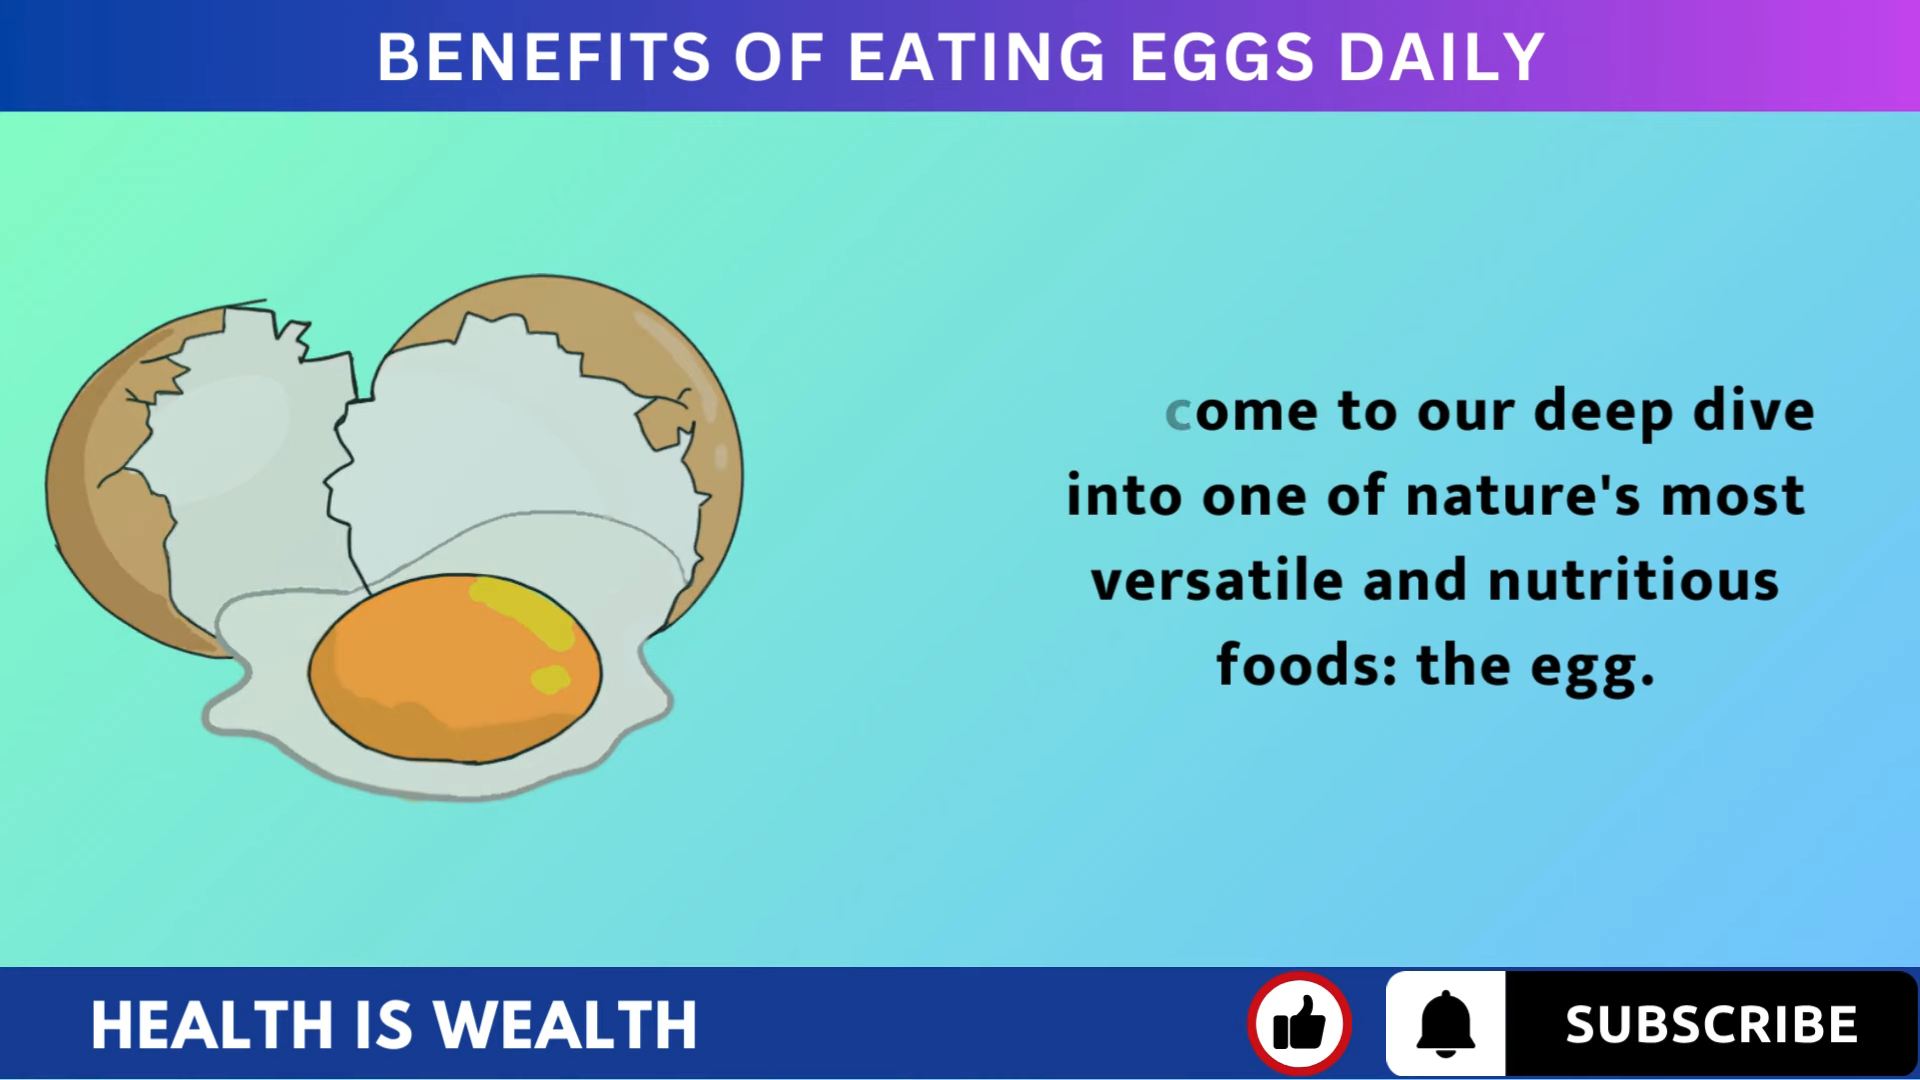 BENEFITS OF EATING EGGS DAILY
come to our deep dive
into one of nature's most
versatile and nutritious
foods: the egg.
HEALTH IS WEALTH
SUBSCRIBE